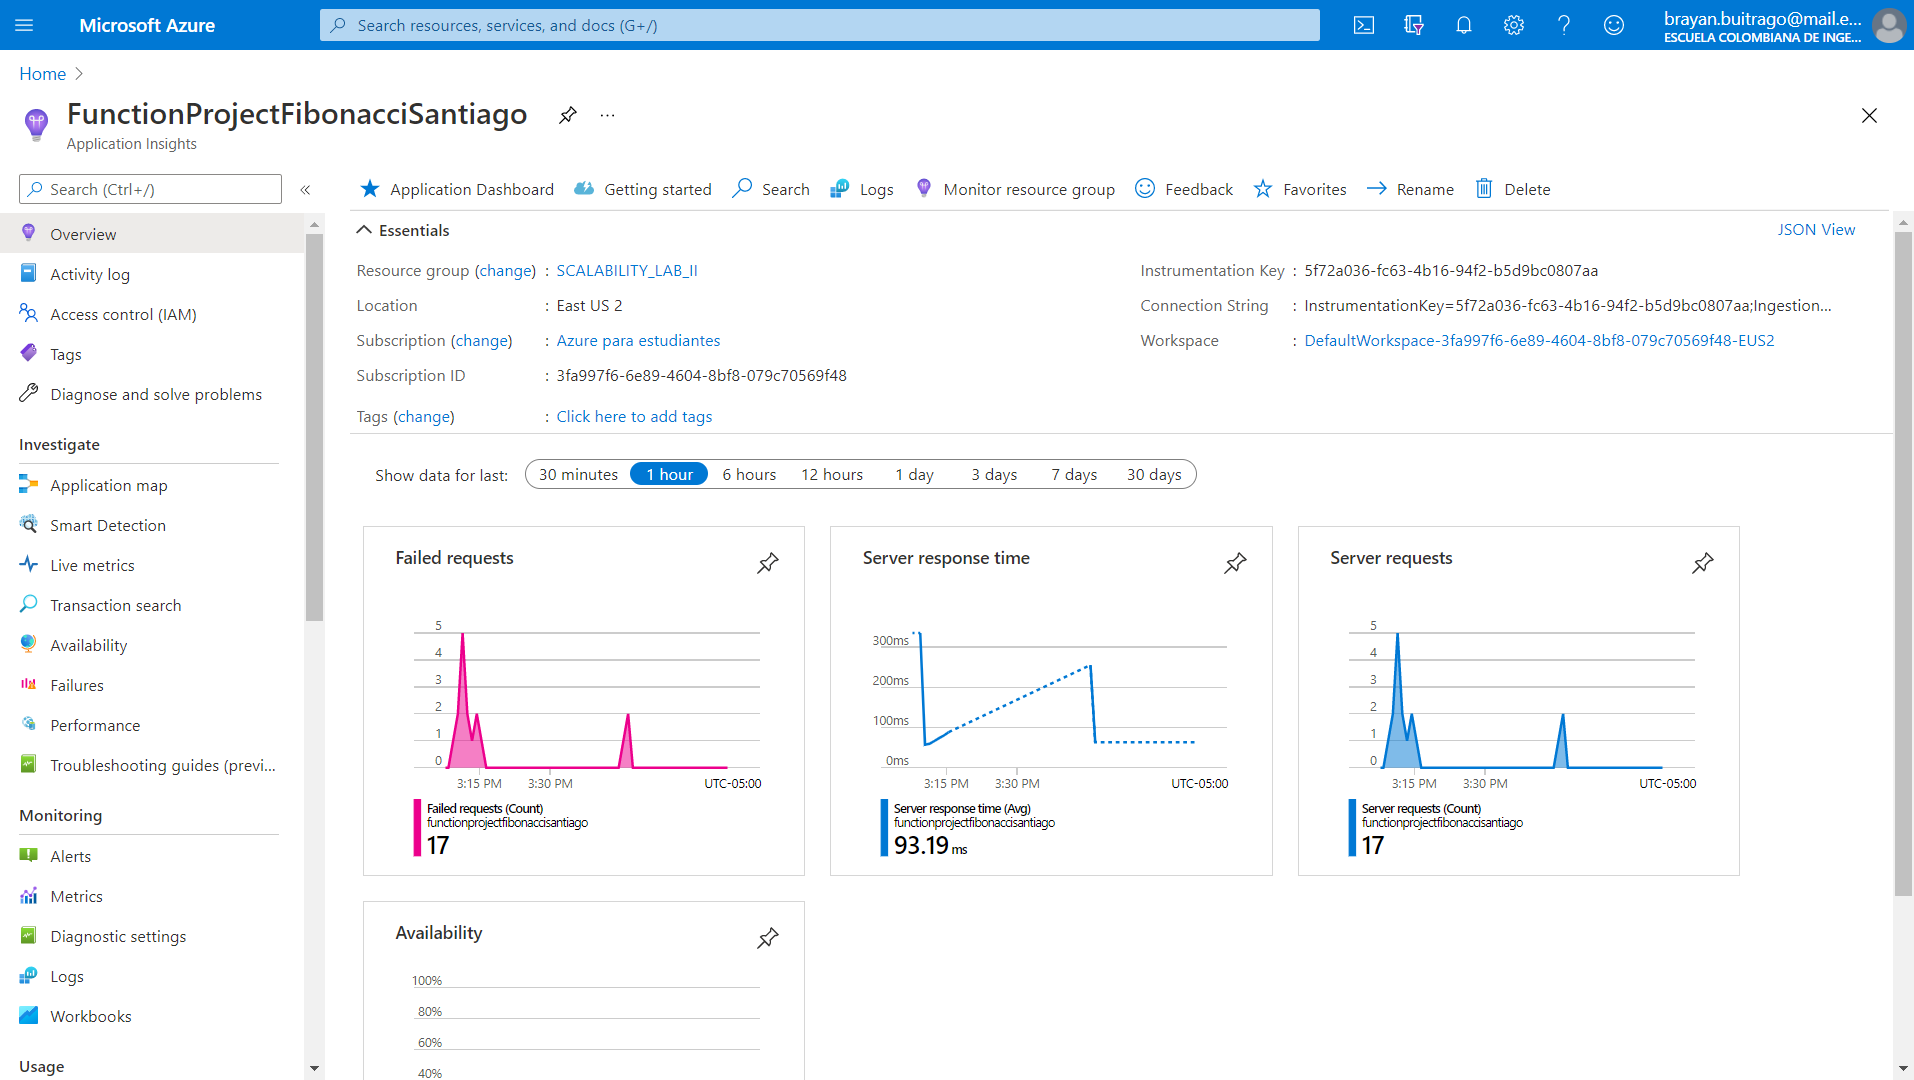 Microsoft Azure
Search resources, services, and docs (G+/)
brayan.buitrago@mail.e...
ESCUELA COLOMBIANA DE INGE...
Home
FunctionProjectFibonacciSantiago
...
Application Insights
Search (Ctrl+/)
«
Application Dashboard
Getting started
Search
Logs
Monitor resource group
Feedback
Favorites
Rename
Delete
Overview
Activity log
Access control (IAM)
Tags
Diagnose and solve problems
Investigate
Application map
Smart Detection
Live metrics
Transaction search
Availability
Failures
Performance
Troubleshooting guides (previ...
Monitoring
Alerts
Metrics
Diagnostic settings
Logs
Workbooks
Usage
Essentials
JSON View
Resource group (change) : SCALABILITY_LAB_II
Location : East US 2
Subscription (change) : Azure para estudiantes
Subscription ID : 3fa997f6-6e89-4604-8bf8-079c70569f48
Tags (change) : Click here to add tags
Instrumentation Key : 5f72a036-fc63-4b16-94f2-b5d9bc0807aa
Connection String : InstrumentationKey=5f72a036-fc63-4b16-94f2-b5d9bc0807aa;Ingestion...
Workspace : DefaultWorkspace-3fa997f6-6e89-4604-8bf8-079c70569f48-EUS2
Show data for last: 30 minutes 1 hour 6 hours 12 hours 1 day 3 days 7 days 30 days
Failed requests
5
4
3
2
1
0
3:15 PM 3:30 PM UTC-05:00
Failed requests (Count)
functionprojectfibonaccisantiago
17
Server response time
300ms
200ms
100ms
0ms
3:15 PM 3:30 PM UTC-05:00
Server response time (Avg)
functionprojectfibonaccisantiago
93.19 ms
Server requests
5
4
3
2
1
0
3:15 PM 3:30 PM UTC-05:00
Server requests (Count)
functionprojectfibonaccisantiago
17
Availability
100%
80%
60%
40%